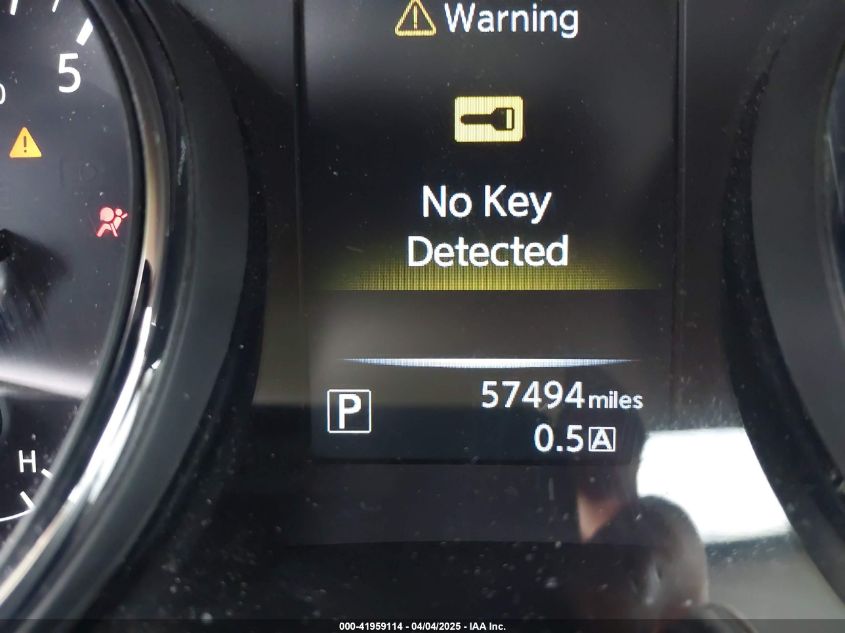 Warning
5
No Key
Detected
P
57494 miles
0.5 A
H
000-41959114 - 04/04/2025 - IAA Inc.